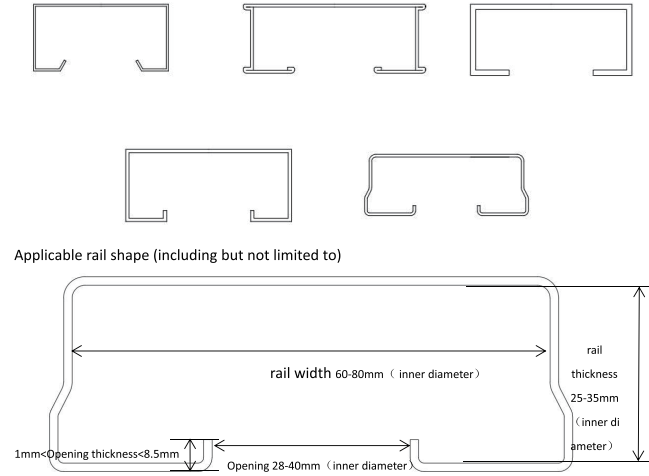 Applicable rail shape (including but not limited to)
rail width 60-80mm（ inner diameter）
rail
thickness
25-35mm
（inner di
ameter）
1mm<Opening thickness<8.5mm
Opening 28-40mm（inner diameter）